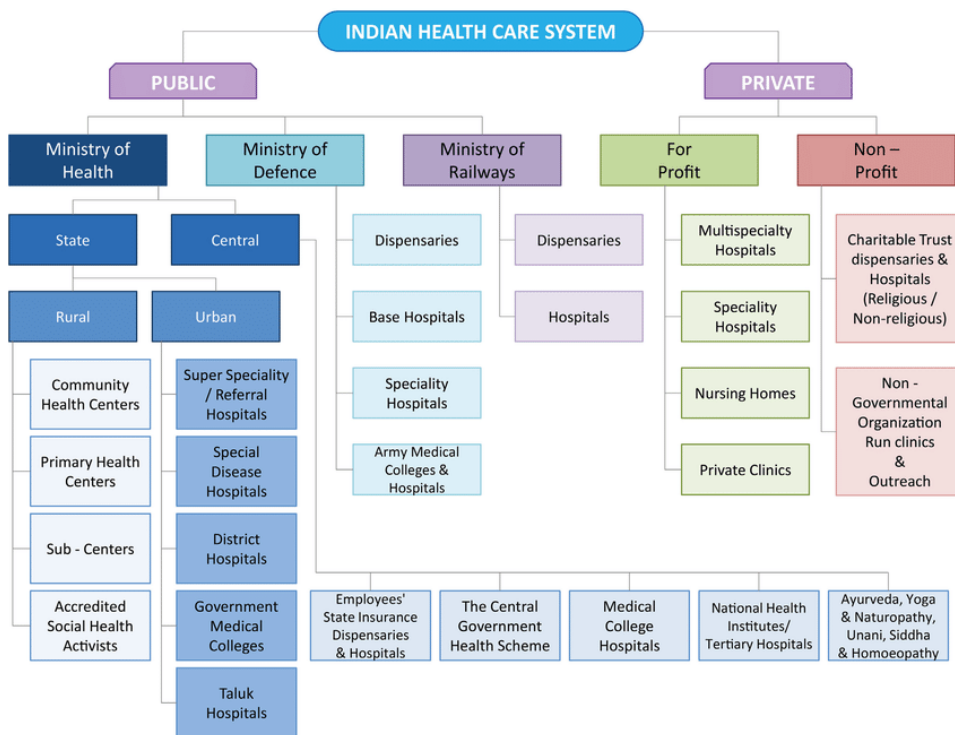 INDIAN HEALTH CARE SYSTEM
PUBLIC
PRIVATE
Ministry of
Health
Ministry of
Defence
Ministry of
Railways
For
Profit
Non –
Profit
State
Central
Rural
Urban
Community
Health Centers
Primary Health
Centers
Sub - Centers
Accredited
Social Health
Activists
Super Speciality
/ Referral
Hospitals
Special
Disease
Hospitals
District
Hospitals
Government
Medical
Colleges
Taluk
Hospitals
Dispensaries
Base Hospitals
Speciality
Hospitals
Army Medical
Colleges &
Hospitals
Dispensaries
Hospitals
Multispecialty
Hospitals
Speciality
Hospitals
Nursing Homes
Private Clinics
Charitable Trust
dispensaries &
Hospitals
(Religious /
Non-religious)
Non -
Governmental
Organization
Run clinics
&
Outreach
Employees'
State Insurance
Dispensaries
& Hospitals
The Central
Government
Health Scheme
Medical
College
Hospitals
National Health
Institutes/
Tertiary Hospitals
Ayurveda, Yoga
& Naturopathy,
Unani, Siddha
& Homoeopathy